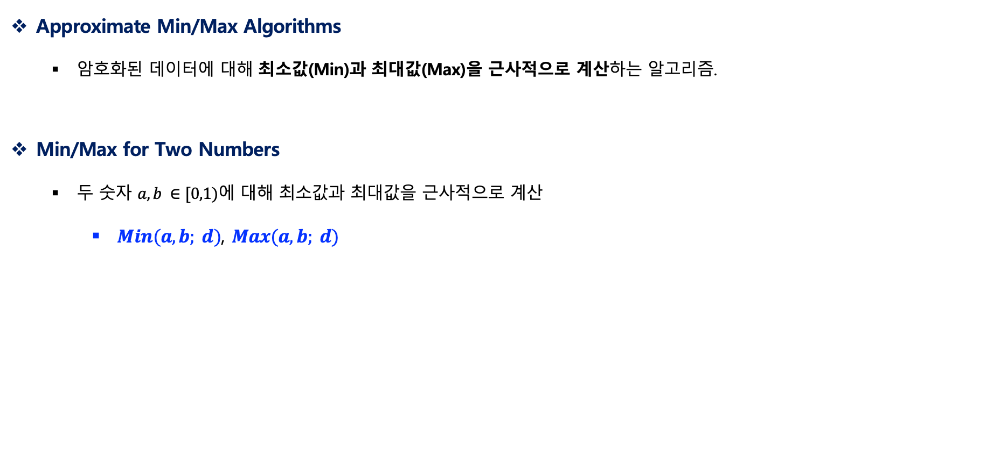 ❖ Approximate Min/Max Algorithms
▪ 암호화된 데이터에 대해 최소값(Min)과 최대값(Max)을 근사적으로 계산하는 알고리즘.
❖ Min/Max for Two Numbers
▪ 두 숫자 a, b ∈ [0,1)에 대해 최소값과 최대값을 근사적으로 계산
▪ Min(a, b; d), Max(a, b; d)